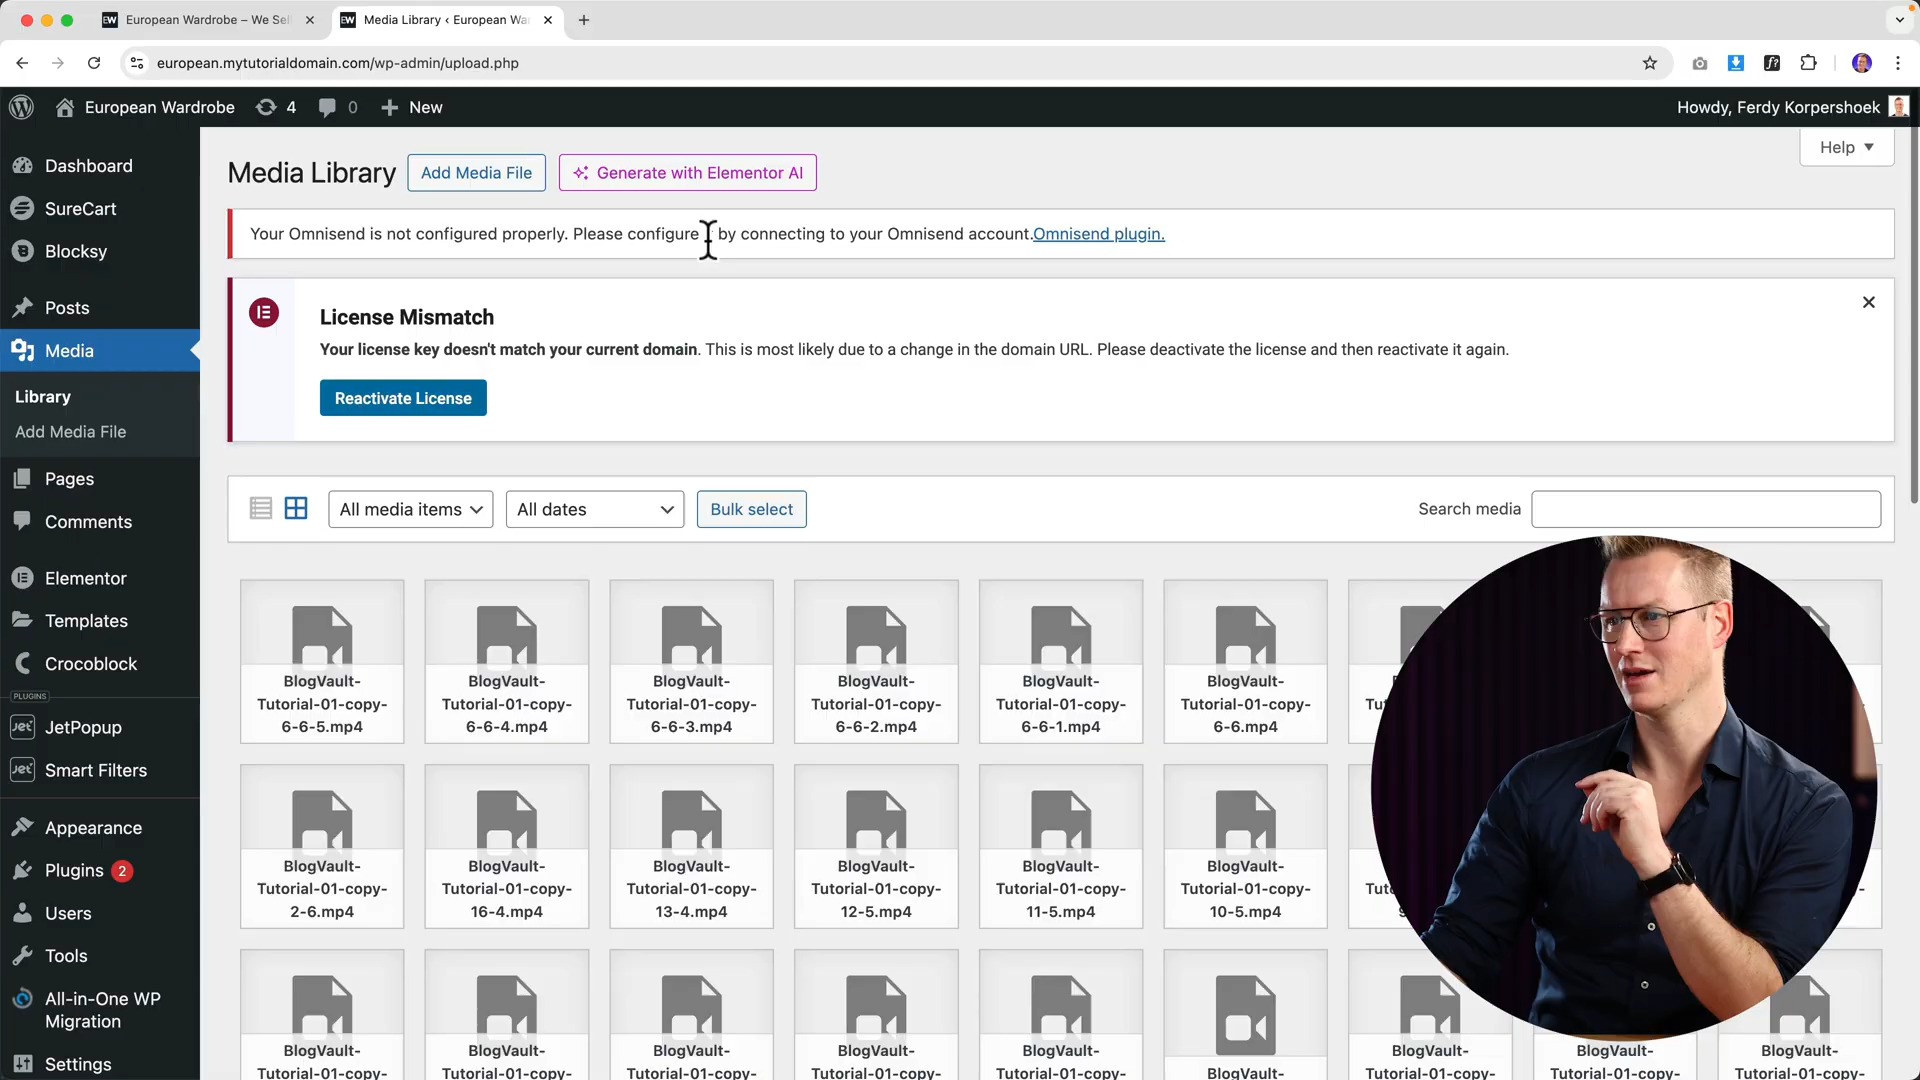 EW European Wardrobe – We Sel
EW Media Library ‹ European Wa
european.mytutorialdomain.com/wp-admin/upload.php
European Wardrobe 4 0 New
Howdy, Ferdy Korpershoek
Dashboard
SureCart
Blocksy
Posts
Media
Library
Add Media File
Pages
Comments
Elementor
Templates
Crocoblock
PLUGINS
Jet JetPopup
Jet Smart Filters
Appearance
Plugins 2
Users
Tools
All-in-One WP
Migration
Settings
Help
Media Library Add Media File Generate with Elementor AI
Your Omnisend is not configured properly. Please configure by connecting to your Omnisend account.Omnisend plugin.
License Mismatch
Your license key doesn't match your current domain. This is most likely due to a change in the domain URL. Please deactivate the license and then reactivate it again.
Reactivate License
All media items All dates Bulk select Search media
BlogVault-
Tutorial-01-copy-
6-6-5.mp4
BlogVault-
Tutorial-01-copy-
6-6-4.mp4
BlogVault-
Tutorial-01-copy-
6-6-3.mp4
BlogVault-
Tutorial-01-copy-
6-6-2.mp4
BlogVault-
Tutorial-01-copy-
6-6-1.mp4
BlogVault-
Tutorial-01-copy-
6-6.mp4
BlogVault-
Tutorial-01-copy-
2-6.mp4
BlogVault-
Tutorial-01-copy-
16-4.mp4
BlogVault-
Tutorial-01-copy-
13-4.mp4
BlogVault-
Tutorial-01-copy-
12-5.mp4
BlogVault-
Tutorial-01-copy-
11-5.mp4
BlogVault-
Tutorial-01-copy-
10-5.mp4
BlogVault-
Tutorial-01-copy-
BlogVault-
Tutorial-01-copy-
BlogVault-
Tutorial-01-copy-
BlogVault-
Tutorial-01-copy-
BlogVault-
Tutorial-01-copy-
BlogVault-
BlogVault-
Tutorial-01-copy-
BlogVault-
Tutorial-01-copy-
BlogVault-
Tutorial-01-copy-